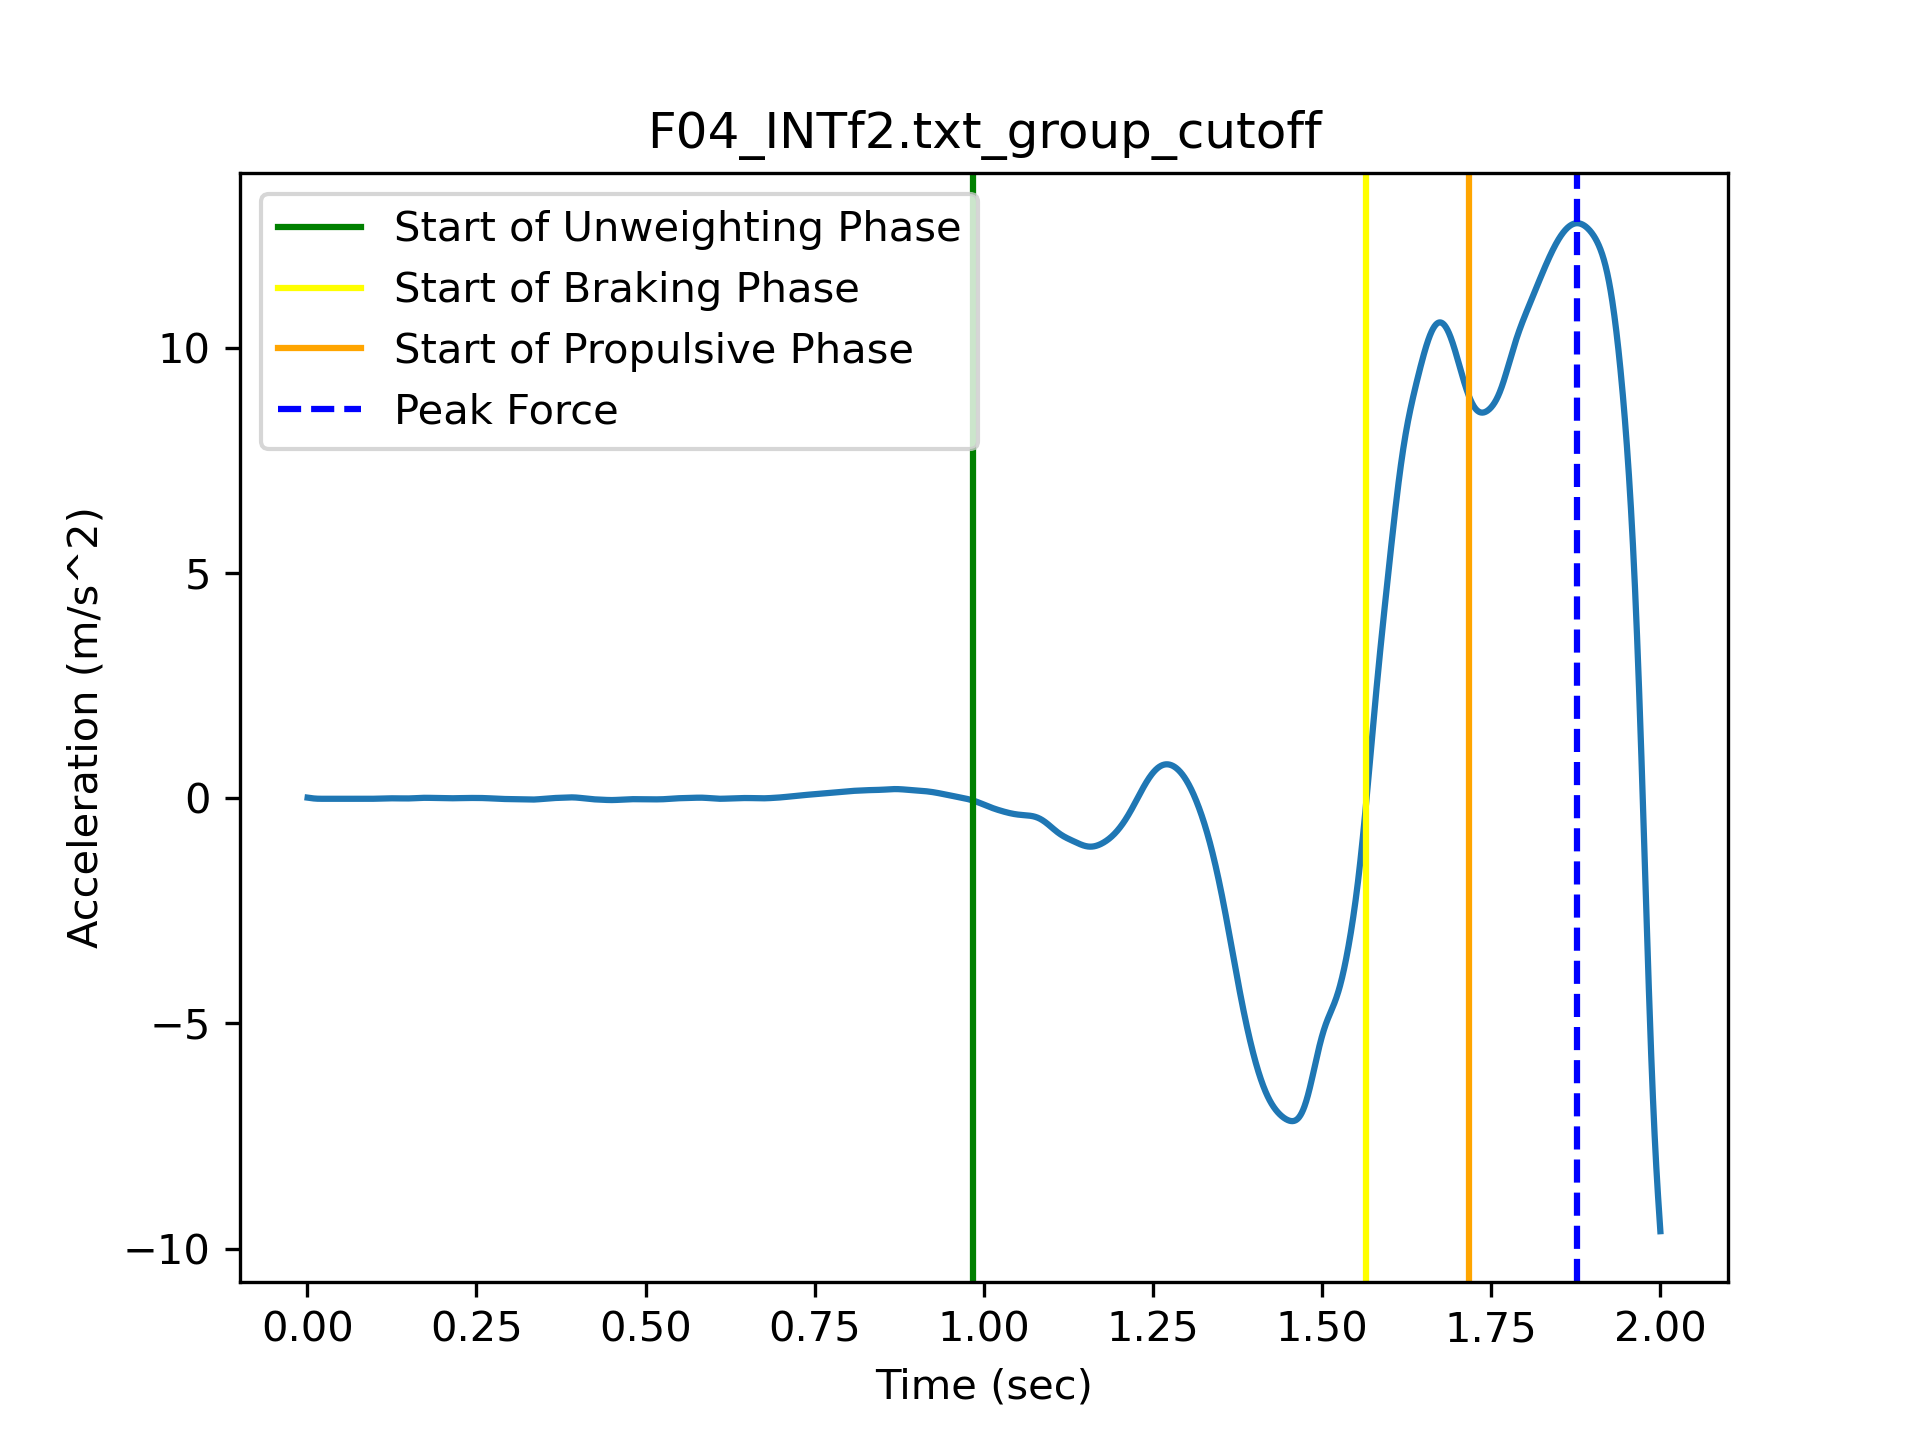 F04_INTf2.txt_group_cutoff
Start of Unweighting Phase
Start of Braking Phase
Start of Propulsive Phase
Peak Force
Acceleration (m/s^2)
10
5
0
−5
−10
0.00 0.25 0.50 0.75 1.00 1.25 1.50 1.75 2.00
Time (sec)